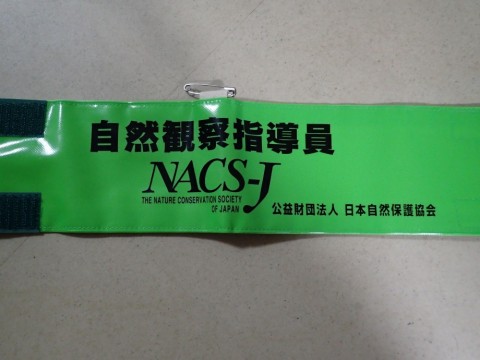 自然観察指導員
NACS-J
THE NATURE CONSERVATION SOCIETY
OF JAPAN
公益財団法人 日本自然保護協会